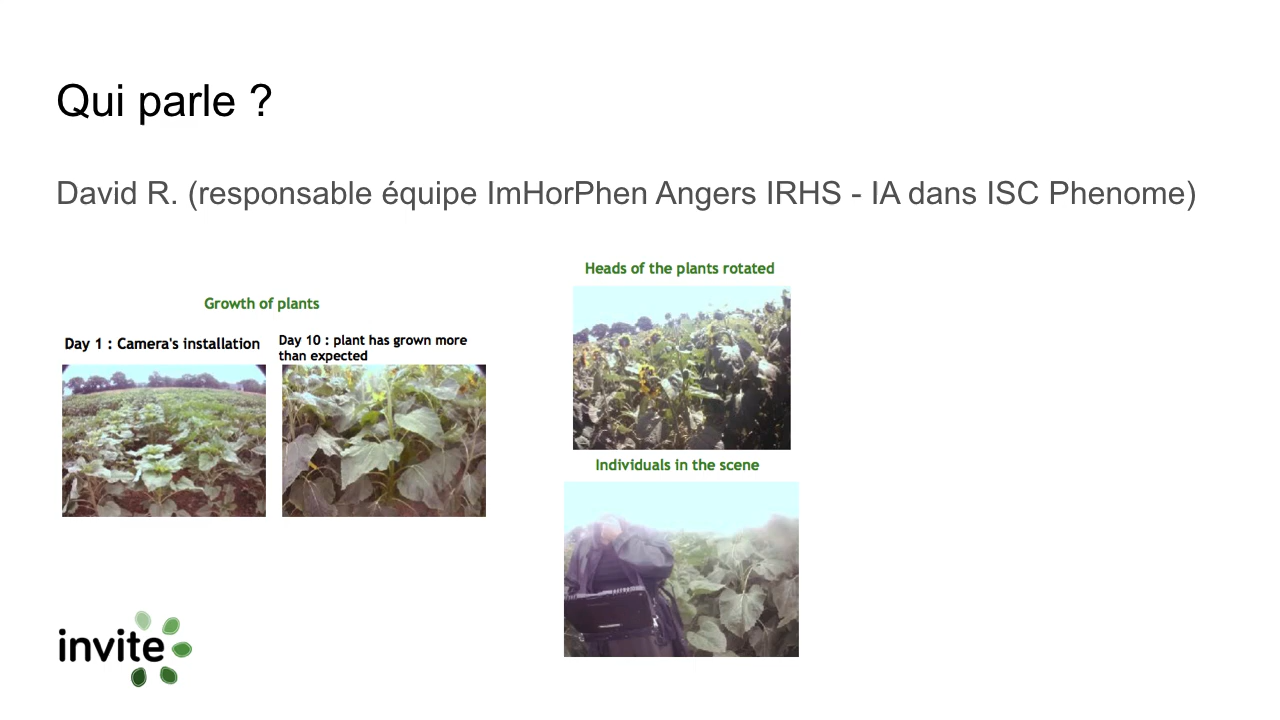 Qui parle ?
David R. (responsable équipe ImHorPhen Angers IRHS - IA dans ISC Phenome)
Growth of plants
Day 1 : Camera's installation
Day 10 : plant has grown more
than expected
Heads of the plants rotated
Individuals in the scene
invite